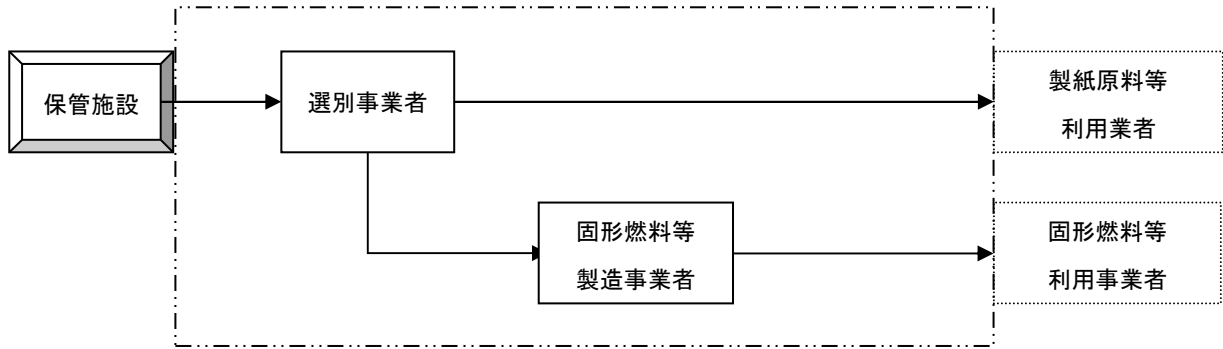 保管施設
選別事業者
製紙原料等
利用業者
固形燃料等
製造事業者
固形燃料等
利用事業者